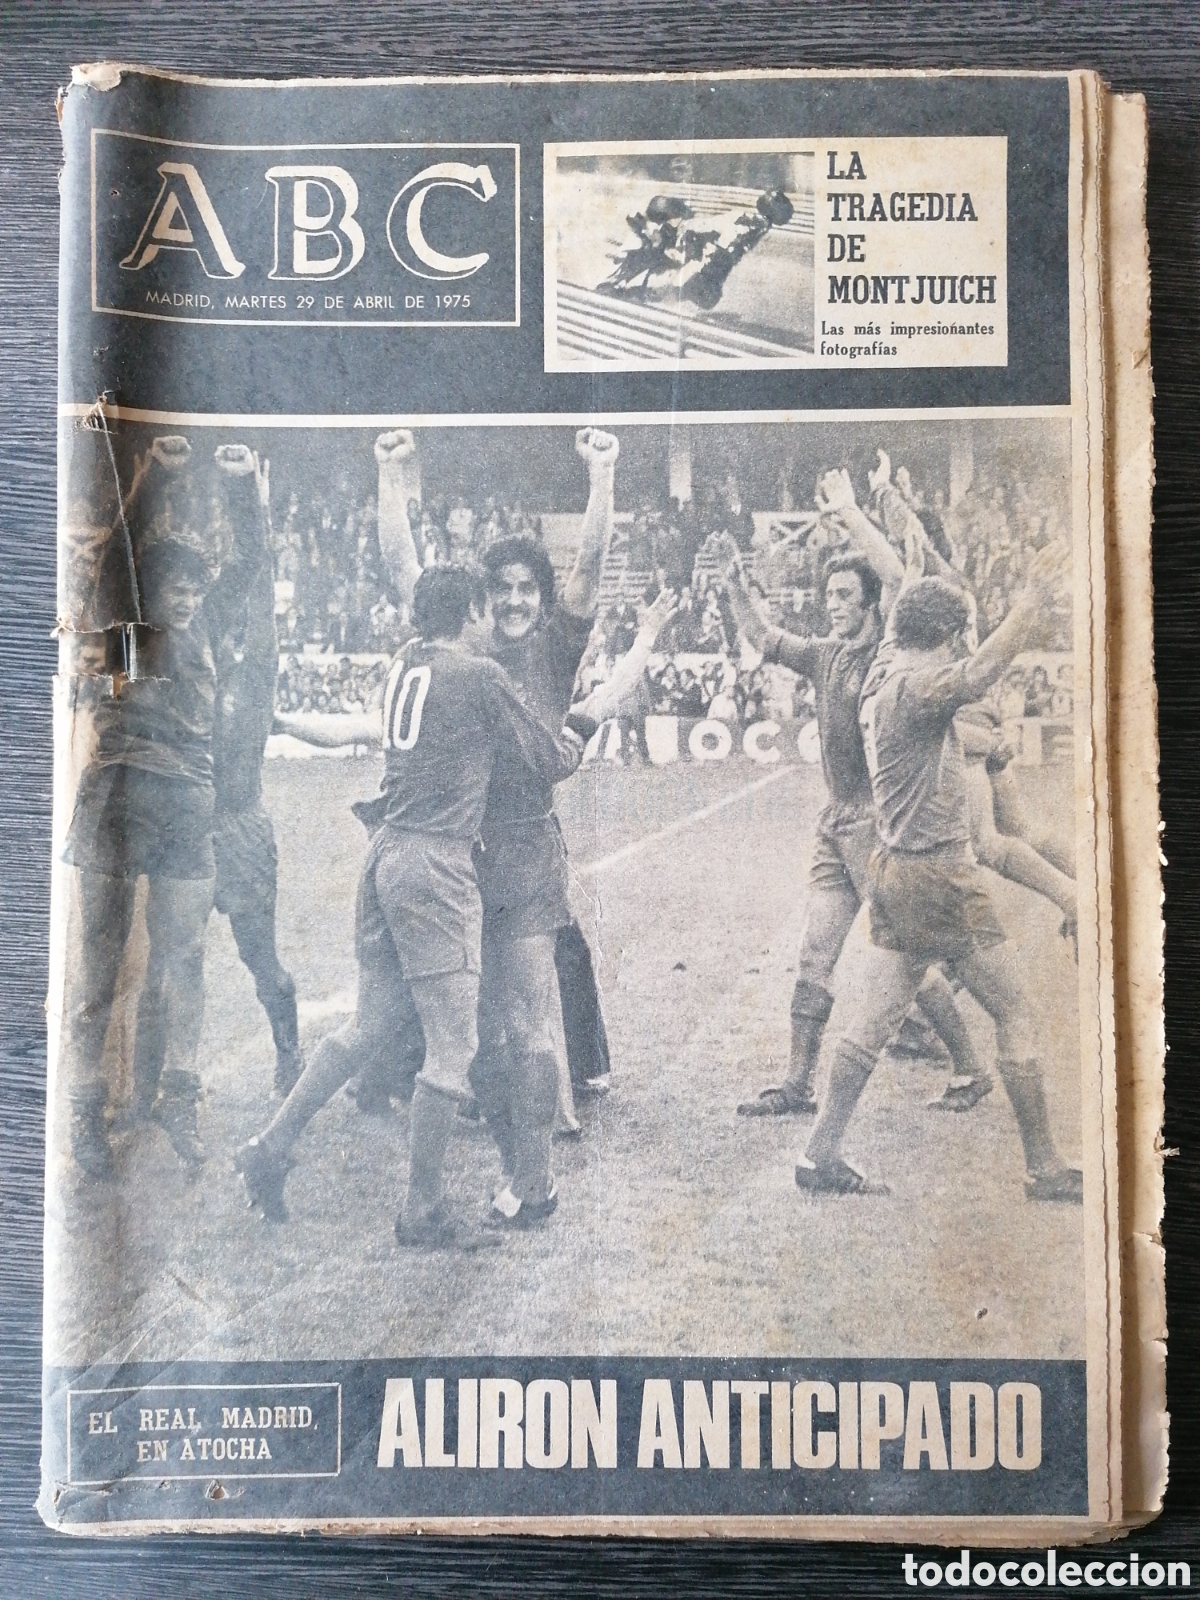 ABC
MADRID, MARTES 29 DE ABRIL DE 1975
LA
TRAGEDIA
DE
MONTJUICH
Las más impresionantes
fotografías
10
EL REAL MADRID,
EN ATOCHA
ALIRON ANTICIPADO
todocoleccion